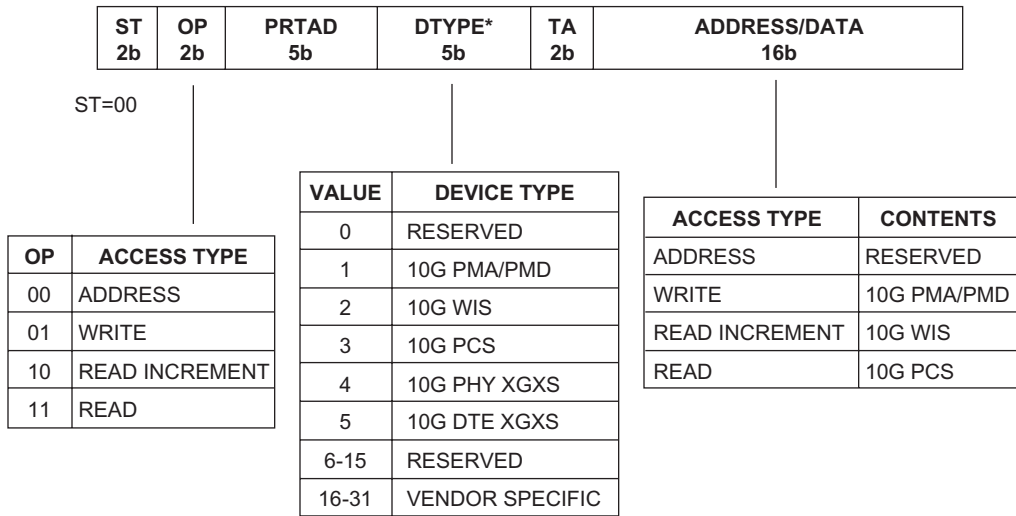 ST OP PRTAD DTYPE* TA ADDRESS/DATA
2b 2b 5b 5b 2b 16b
ST=00
OP ACCESS TYPE
00 ADDRESS
01 WRITE
10 READ INCREMENT
11 READ
VALUE DEVICE TYPE
0 RESERVED
1 10G PMA/PMD
2 10G WIS
3 10G PCS
4 10G PHY XGXS
5 10G DTE XGXS
6-15 RESERVED
16-31 VENDOR SPECIFIC
ACCESS TYPE CONTENTS
ADDRESS RESERVED
WRITE 10G PMA/PMD
READ INCREMENT 10G WIS
READ 10G PCS